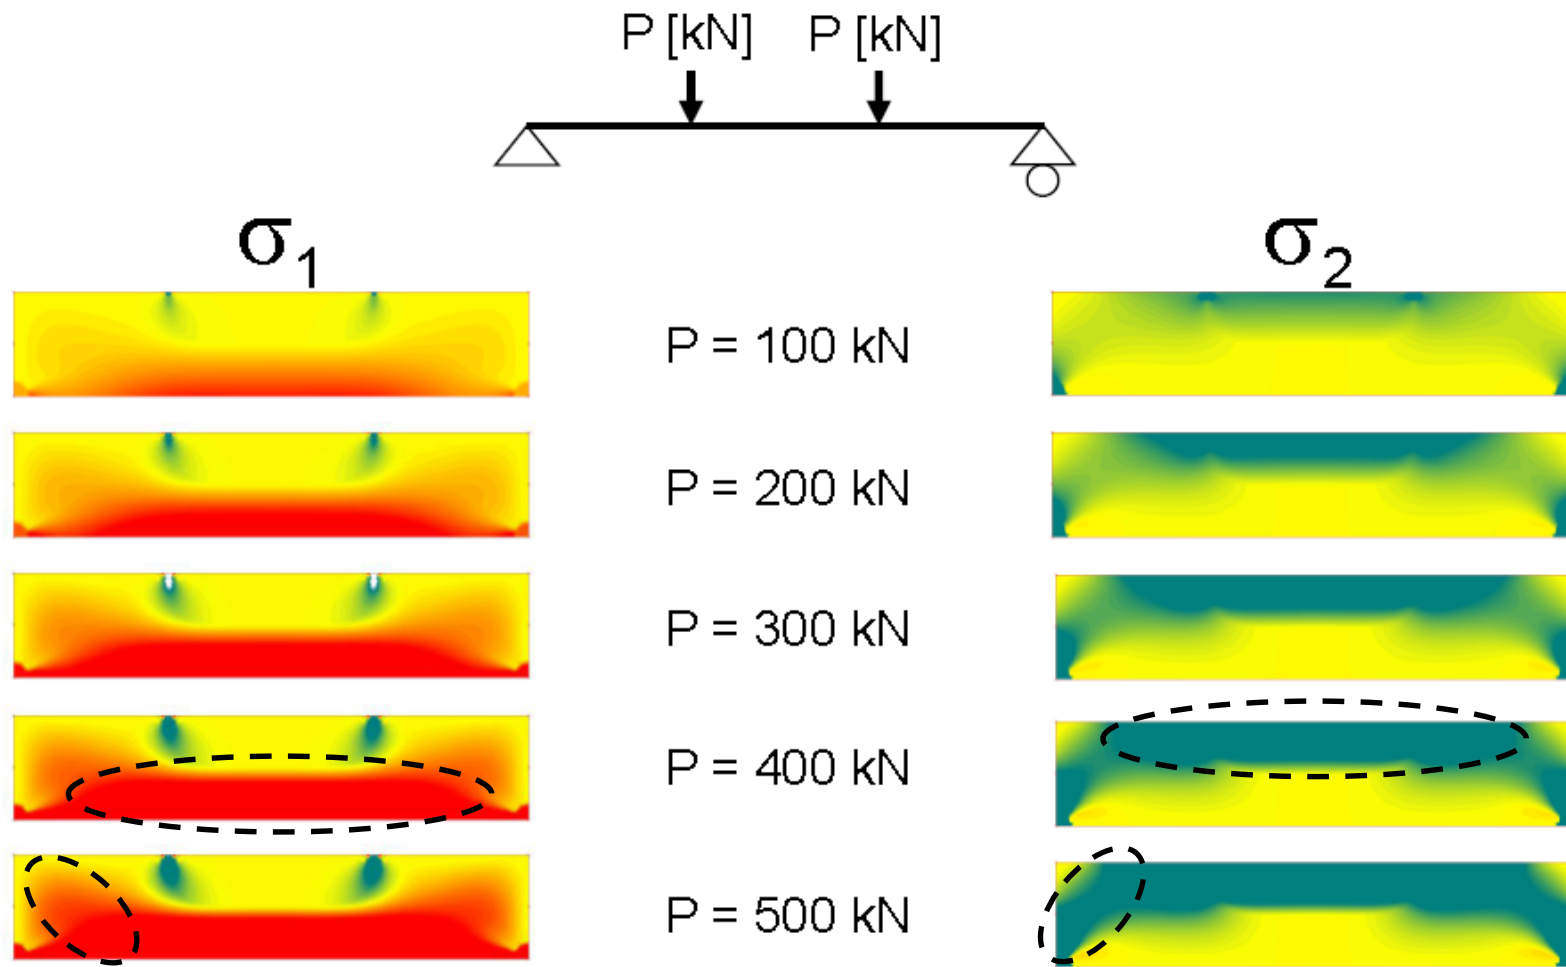 P [kN] P [kN]
σ1 σ2
P = 100 kN
P = 200 kN
P = 300 kN
P = 400 kN
P = 500 kN